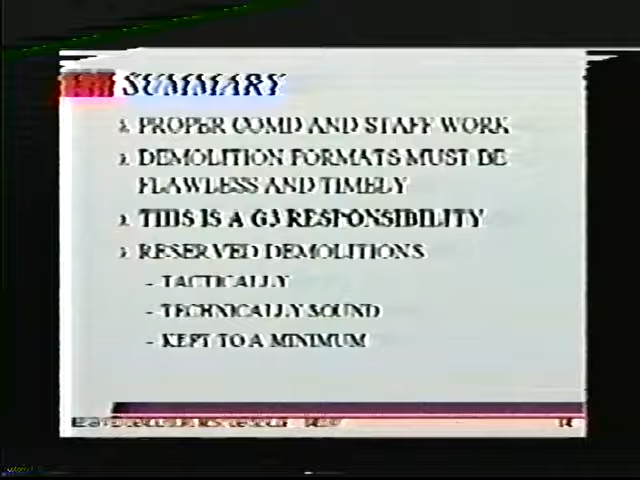 SUMMARY
PROPER COMD AND STAFF WORK
DEMOLITION FORMATS MUST BE
FLAWLESS AND TIMELY
THIS IS A G3 RESPONSIBILITY
RESERVED DEMOLITIONS
- TACTICALLY
- TECHNICALLY SOUND
- KEPT TO A MINIMUM
14